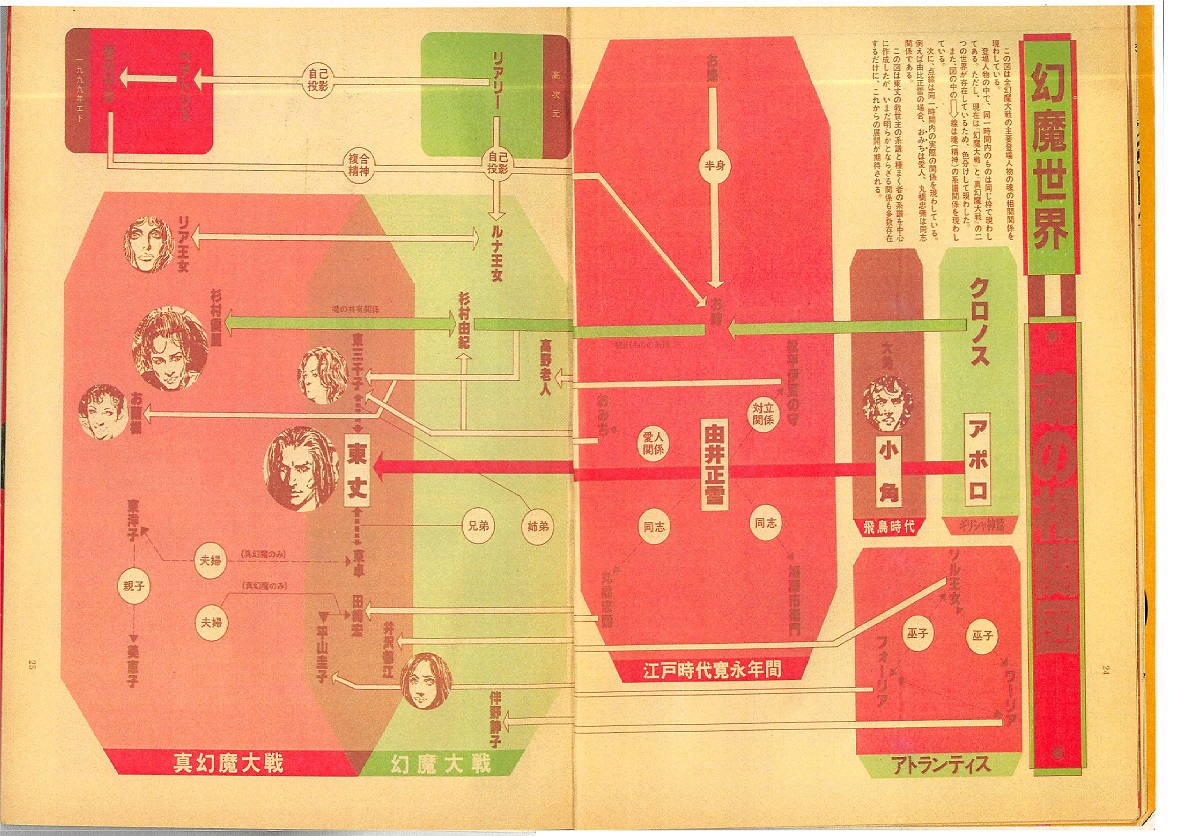 幻魔世界
魂の相関図
この図は全幻魔大戦の主要登場人物の魂の相関関係を
現わしている。
登場人物の中で、同一時間内のものは同じ枠で現わし
てある。ただし、現在は「幻魔大戦」と「真幻魔大戦」の二
つの世界が存在しているため、色分けして現わした。
また、図の中の⇩線は魂(精神)の系譜関係を現わし
ている。
次に、点線は同一時間内の実際の関係を現わしている。
例えば由比正雪の場合、おみちは愛人、丸橋忠弥は同志
関係である。
この図は東丈の救世主の系譜と種まく者の系譜を中心
に作成したが、いまだ明らかとならざる関係も多数存在
するだけに、これからの展開が期待される。
クロノス
アポロ
ギリシャ神話
大角
小角
飛鳥時代
ソル王女
巫子
巫子
フォーリア
ワーリア
アトランティス
半身
お時
松平伊豆の守
対立
関係
おみち
愛人
関係
由井正雪
同志
同志
丸橋忠弥
江戸時代寛永年間
高次元
リアリー
自己
投影
自己
投影
複合
精神
一九九九年エド
ルナ王女
リア王女
杉村由紀
魂の共有関係
杉村優里
高野老人
東三千子
お蘭
東丈
兄弟
姉弟
東卓
東津子
夫婦
(真幻魔のみ)
親子
夫婦
(真幻魔のみ)
美恵子
田崎宏
井沢郁江
平山圭子
伴野静子
真幻魔大戦
幻魔大戦
25
24